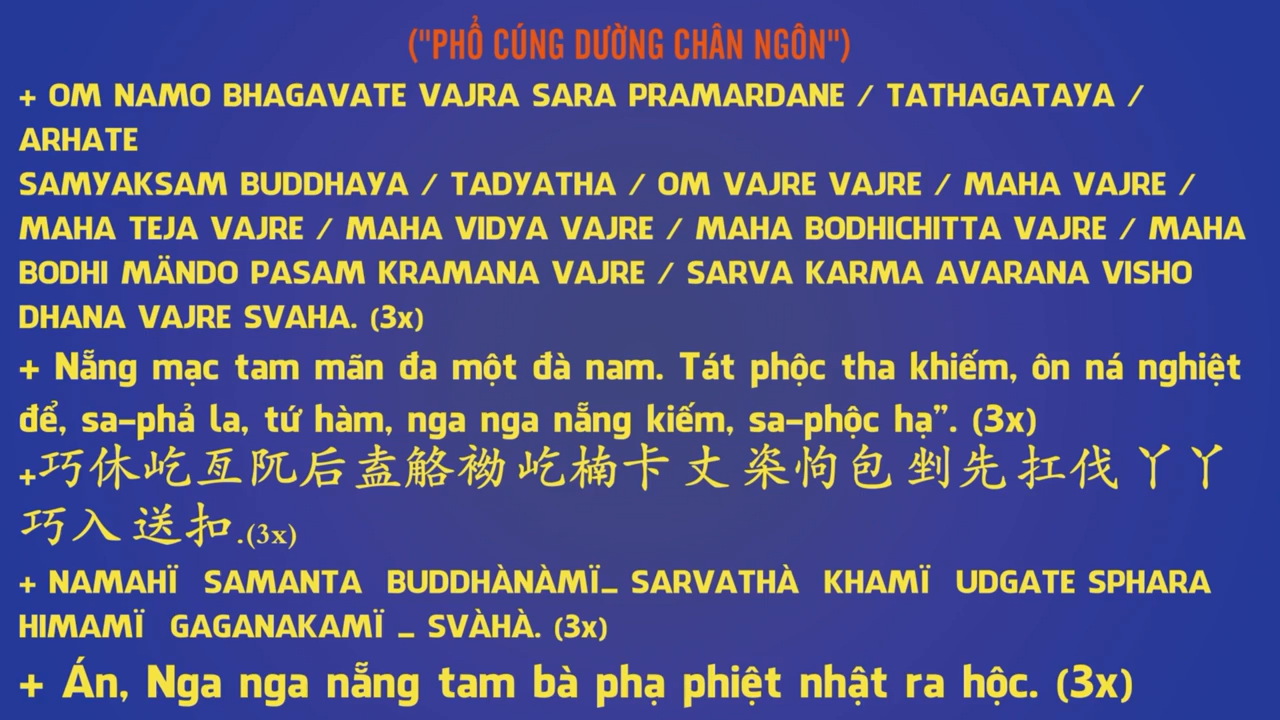 ("PHỔ CÚNG DƯỜNG CHÂN NGÔN")
+ OM NAMO BHAGAVATE VAJRA SARA PRAMARDANE / TATHAGATAYA /
ARHATE
SAMYAKSAM BUDDHAYA / TADYATHA / OM VAJRE VAJRE / MAHA VAJRE /
MAHA TEJA VAJRE / MAHA VIDYA VAJRE / MAHA BODHICHITTA VAJRE / MAHA
BODHI MÄNDO PASAM KRAMANA VAJRE / SARVA KARMA AVARANA VISHO
DHANA VAJRE SVAHA. (3x)
+ Nẵng mạc tam mãn đa một đà nam. Tát phộc tha khiếm, ôn ná nghiệt
để, sa-phả la, tứ hàm, nga nga nẵng kiếm, sa-phộc hạ”. (3x)
+巧休屹亙阢后盍觡袎屹楠卡 丈 桼怐包 剉先 扛伐 丫丫
巧入 送扣.(3x)
+ NAMAHÏ SAMANTA BUDDHÀNÀMÏ_ SARVATHÀ KHAMÏ UDGATE SPHARA
HIMAMÏ GAGANAKAMÏ _ SVÀHÀ. (3x)
+ Án, Nga nga nẵng tam bà phạ phiệt nhật ra hộc. (3x)